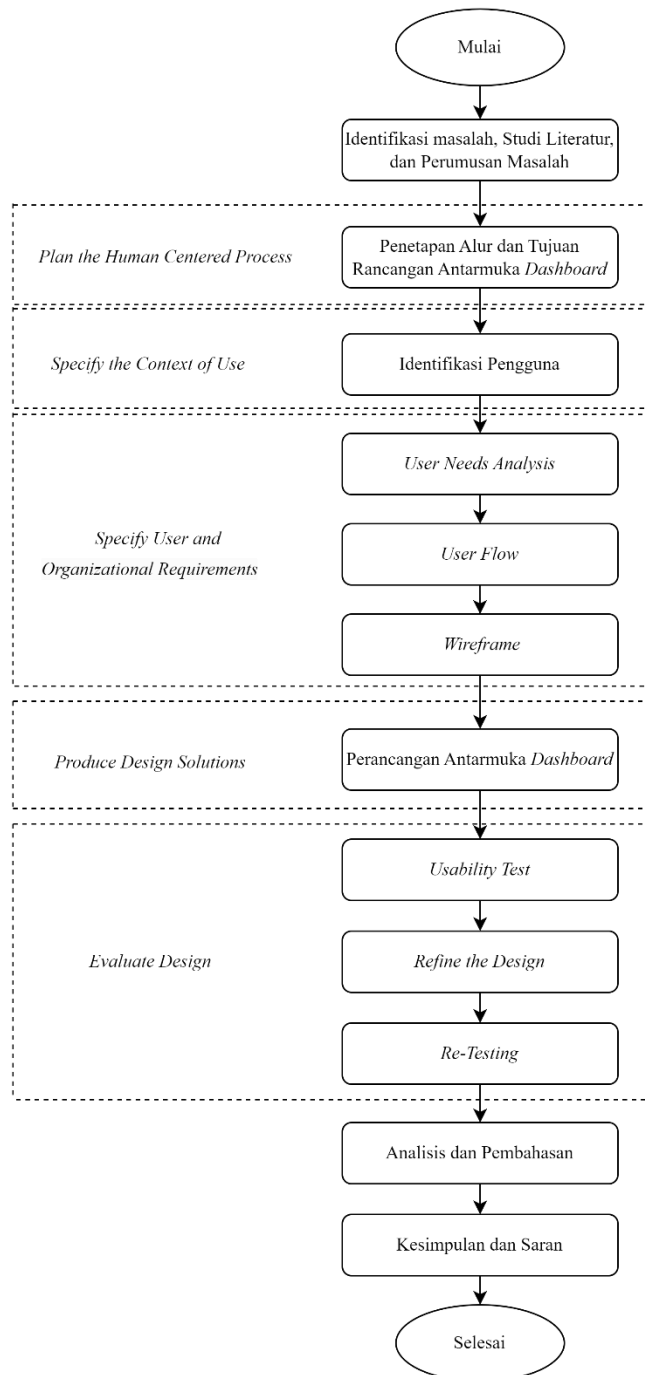 Mulai
Identifikasi masalah, Studi Literatur,
dan Perumusan Masalah
Plan the Human Centered Process
Penetapan Alur dan Tujuan
Rancangan Antarmuka Dashboard
Specify the Context of Use
Identifikasi Pengguna
Specify User and
Organizational Requirements
User Needs Analysis
User Flow
Wireframe
Produce Design Solutions
Perancangan Antarmuka Dashboard
Evaluate Design
Usability Test
Refine the Design
Re-Testing
Analisis dan Pembahasan
Kesimpulan dan Saran
Selesai